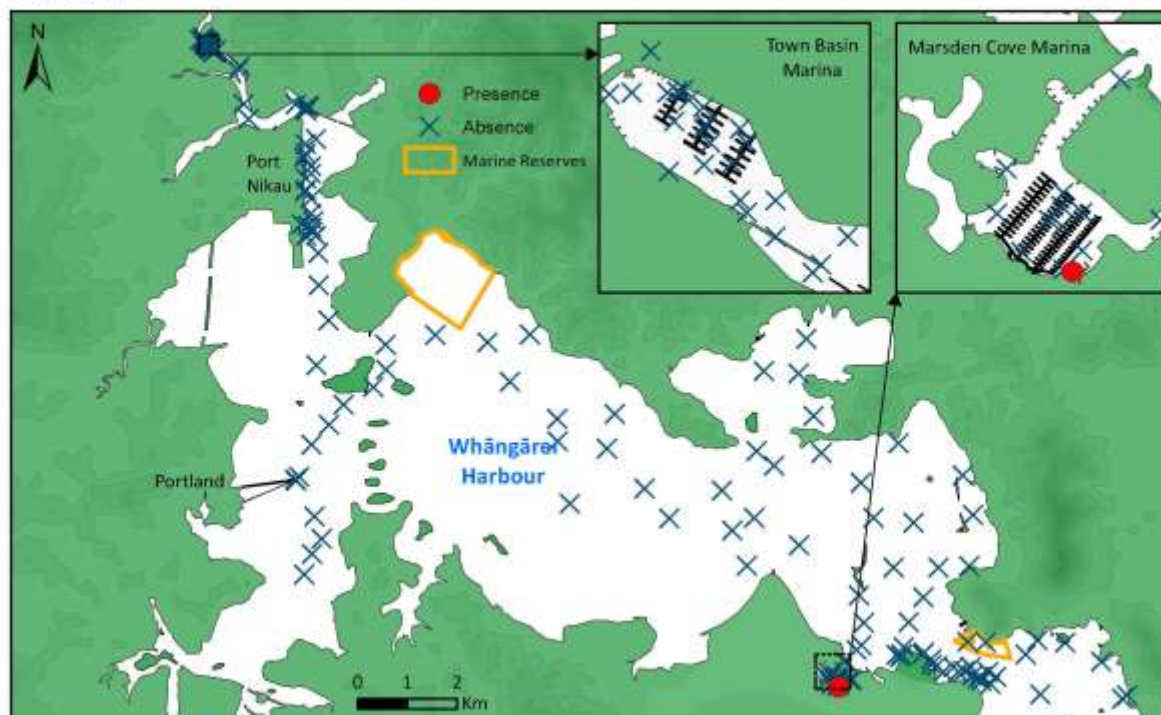 N
Presence
Absence
Marine Reserves
Port
Nikau
Town Basin
Marina
Marsden Cove Marina
Whāngārei
Harbour
Portland
0 1 2
Km